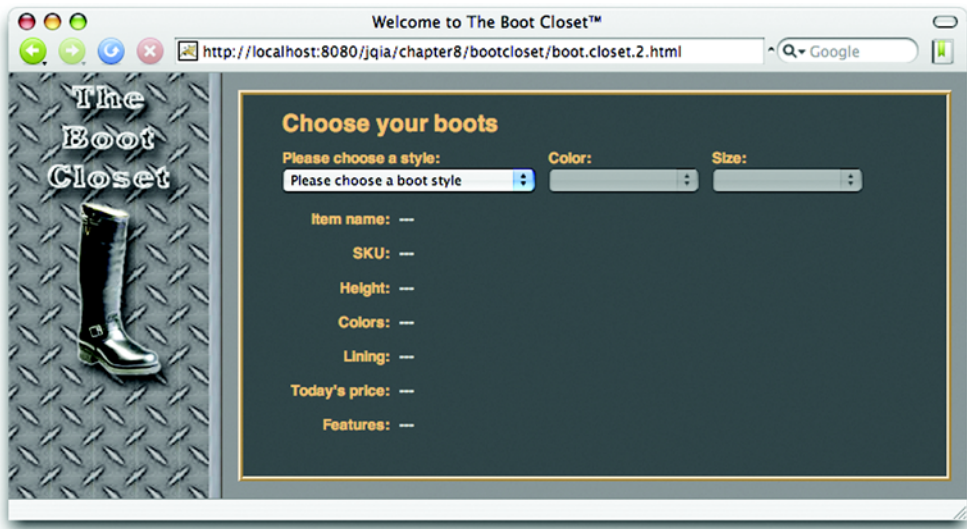 Welcome to The Boot Closet™
http://localhost:8080/jqia/chapter8/bootcloset/boot.closet.2.html
Google
The
Boot
Closet
Choose your boots
Please choose a style: Color: Size:
Please choose a boot style
Item name: ---
SKU: ---
Height: ---
Colors: ---
Lining: ---
Today's price: ---
Features: ---